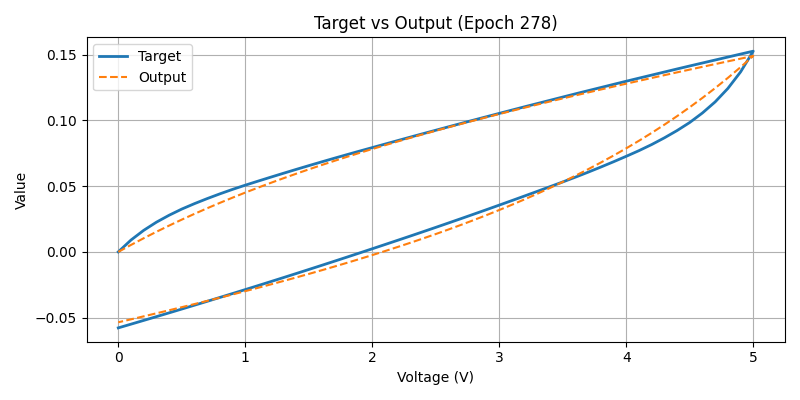 Target vs Output (Epoch 278)
Target
Output
Value
0.15
0.10
0.05
0.00
−0.05
0 1 2 3 4 5
Voltage (V)